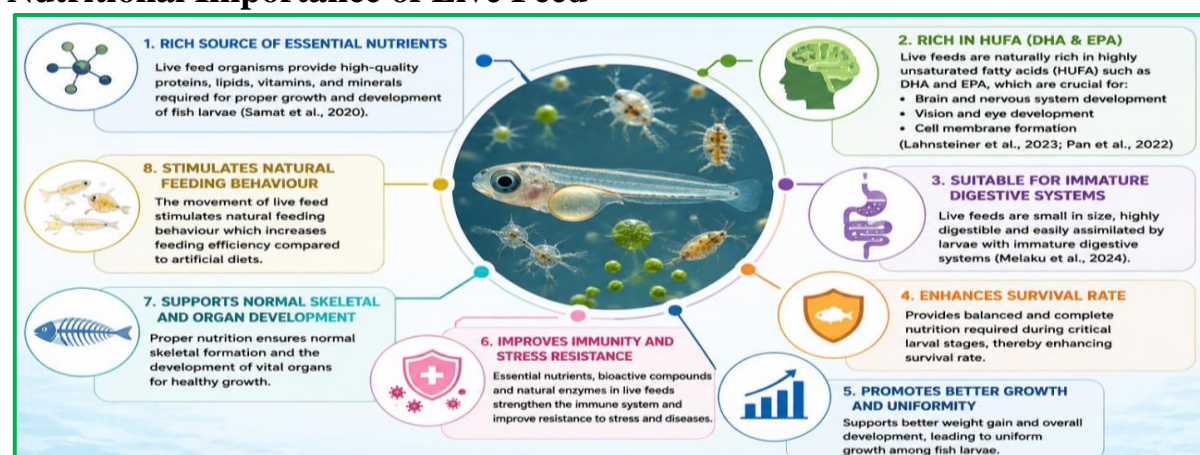 Nutritional Importance of Live Feed
1. RICH SOURCE OF ESSENTIAL NUTRIENTS
Live feed organisms provide high-quality
proteins, lipids, vitamins, and minerals
required for proper growth and development
of fish larvae (Samat et al., 2020).
2. RICH IN HUFA (DHA & EPA)
Live feeds are naturally rich in highly
unsaturated fatty acids (HUFA) such as
DHA and EPA, which are crucial for:
• Brain and nervous system development
• Vision and eye development
• Cell membrane formation
(Lahnsteiner et al., 2023; Pan et al., 2022)
3. SUITABLE FOR IMMATURE
DIGESTIVE SYSTEMS
Live feeds are small in size, highly
digestible and easily assimilated by
larvae with immature digestive
systems (Melaku et al., 2024).
4. ENHANCES SURVIVAL RATE
Provides balanced and complete
nutrition required during critical
larval stages, thereby enhancing
survival rate.
5. PROMOTES BETTER GROWTH
AND UNIFORMITY
Supports better weight gain and overall
development, leading to uniform
growth among fish larvae.
6. IMPROVES IMMUNITY AND
STRESS RESISTANCE
Essential nutrients, bioactive compounds
and natural enzymes in live feeds
strengthen the immune system and
improve resistance to stress and diseases.
7. SUPPORTS NORMAL SKELETAL
AND ORGAN DEVELOPMENT
Proper nutrition ensures normal
skeletal formation and the
development of vital organs
for healthy growth.
8. STIMULATES NATURAL
FEEDING BEHAVIOUR
The movement of live feed
stimulates natural feeding
behaviour which increases
feeding efficiency compared
to artificial diets.